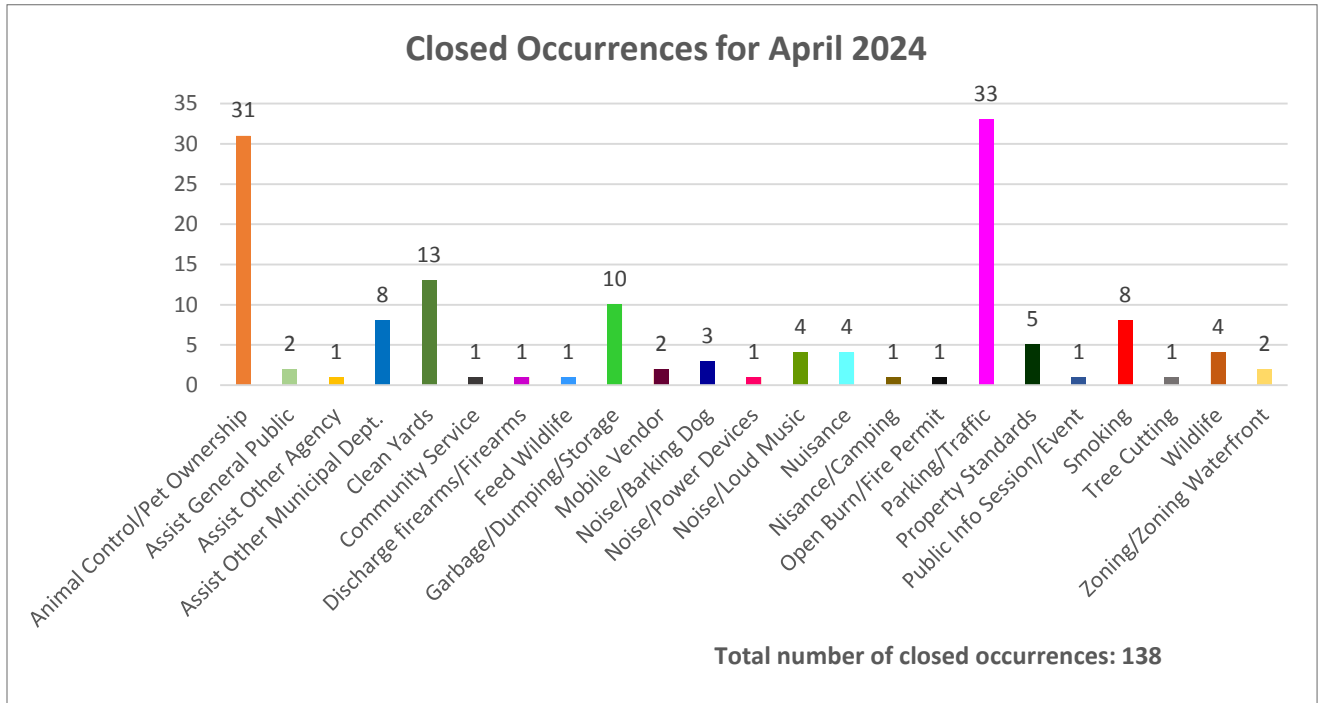 Closed Occurrences for April 2024
35
30
25
20
15
10
5
0
31
2
1
8
13
1
1
1
10
2
3
1
4
4
1
1
33
5
1
8
1
4
2
Animal Control/Pet Ownership
Assist General Public
Assist Other Agency
Assist Other Municipal Dept.
Clean Yards
Community Service
Discharge firearms/Firearms
Feed Wildlife
Garbage/Dumping/Storage
Mobile Vendor
Noise/Barking Dog
Noise/Power Devices
Noise/Loud Music
Nuisance
Nisance/Camping
Open Burn/Fire Permit
Parking/Traffic
Property Standards
Public Info Session/Event
Smoking
Tree Cutting
Wildlife
Zoning/Zoning Waterfront
Total number of closed occurrences: 138